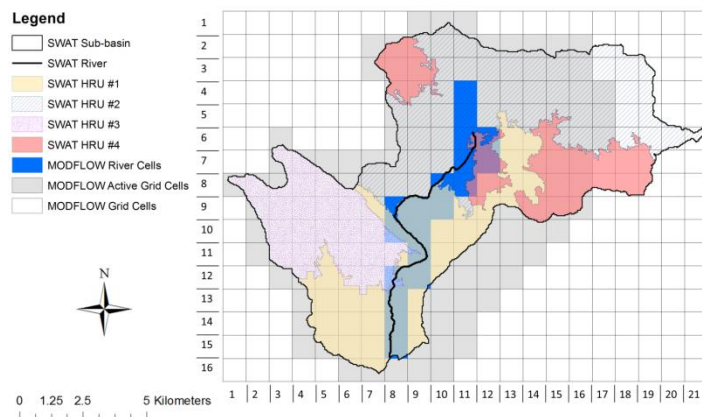 Legend
SWAT Sub-basin
SWAT River
SWAT HRU #1
SWAT HRU #2
SWAT HRU #3
SWAT HRU #4
MODFLOW River Cells
MODFLOW Active Grid Cells
MODFLOW Grid Cells
N
0 1.25 2.5 5 Kilometers
1
2
3
4
5
6
7
8
9
10
11
12
13
14
15
16
1 2 3 4 5 6 7 8 9 10 11 12 13 14 15 16 17 18 19 20 21